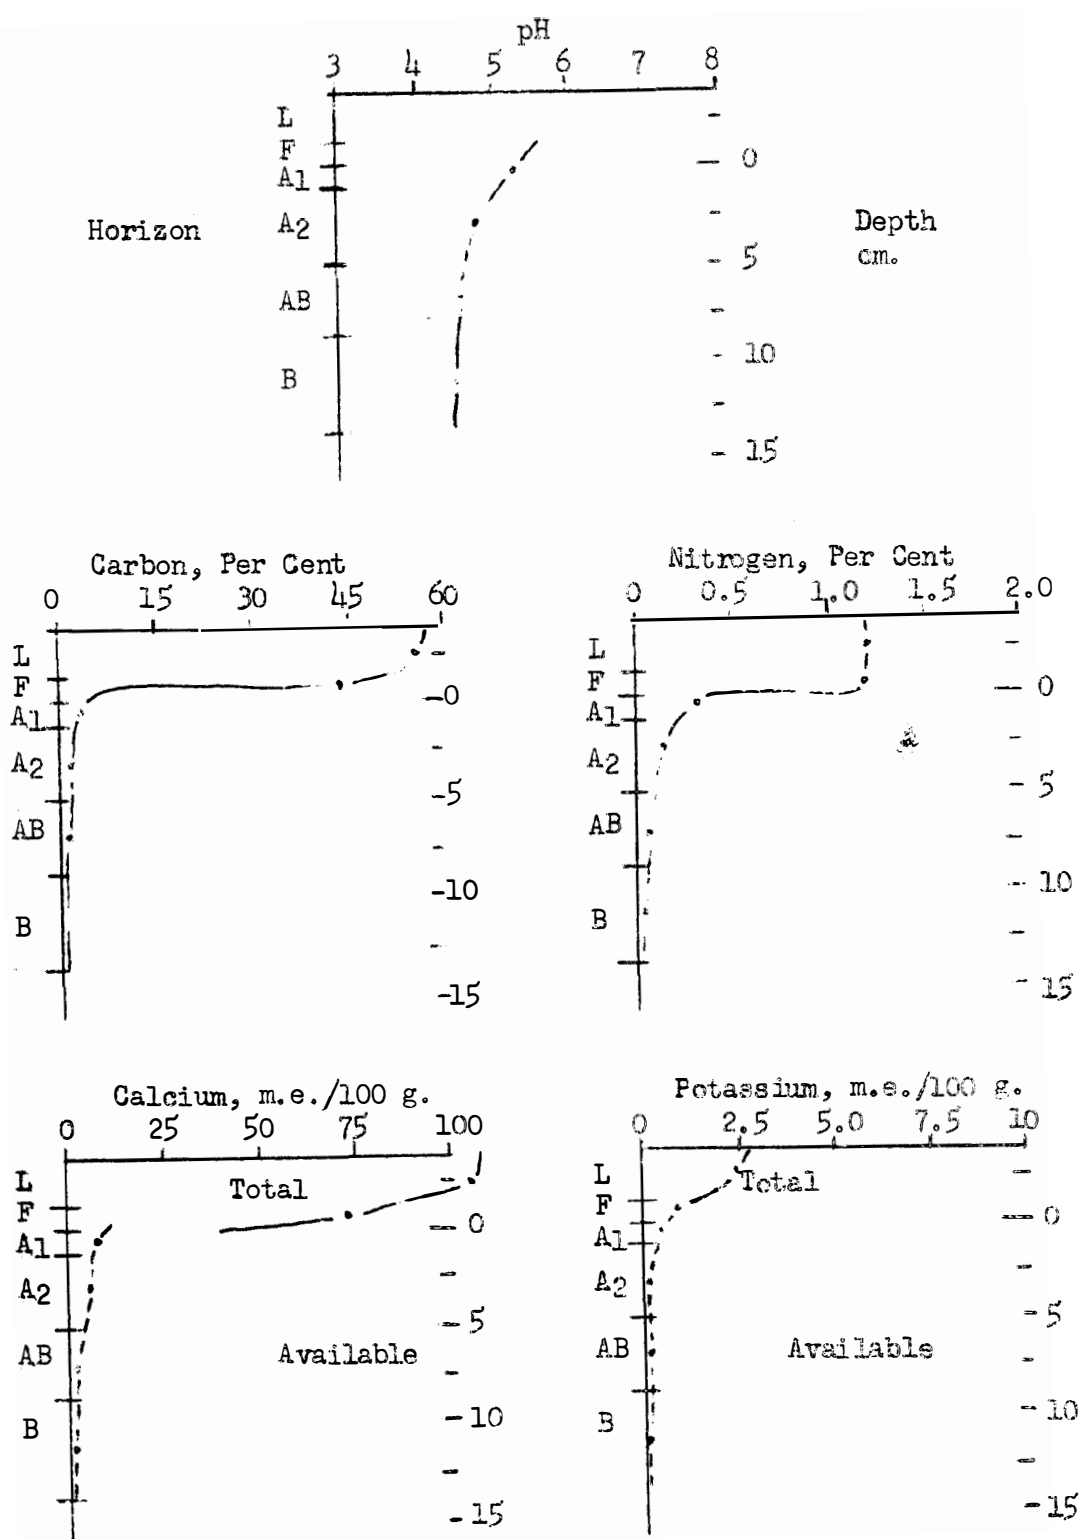 pH
3 4 5 6 7 8
L
F
A1
A2
AB
B
Horizon
0
5
10
15
Depth
cm.
Carbon, Per Cent
0 15 30 45 60
L
F
A1
A2
AB
B
0
5
10
15
Nitrogen, Per Cent
0 0.5 1.0 1.5 2.0
L
F
A1
A2
AB
B
0
5
10
15
Calcium, m.e./100 g.
0 25 50 75 100
L
F
A1
A2
AB
B
Total
Available
0
5
10
15
Potassium, m.e./100 g.
0 2.5 5.0 7.5 10
L
F
A1
A2
AB
B
Total
Available
0
5
10
15